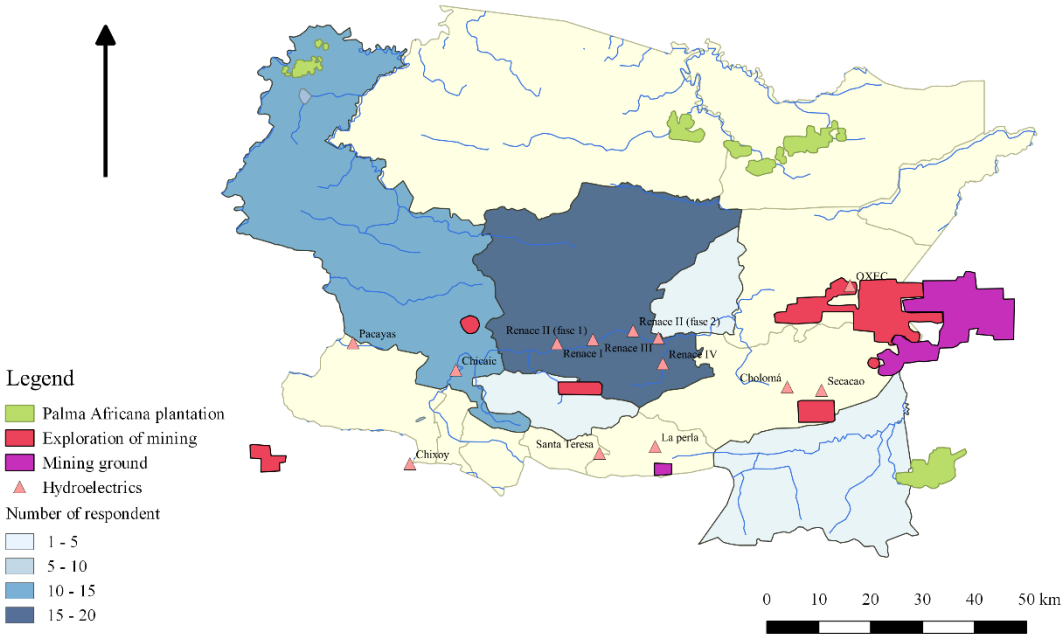 OXEC
Renace II (fase 2)
Renace II (fase 1)
Pacayas
Renace III
Renace I
Renace IV
Chicaic
Cholomá
Secacao
Santa Teresa
La perla
Chixoy
Legend
Palma Africana plantation
Exploration of mining
Mining ground
Hydroelectrics
Number of respondent
1 - 5
5 - 10
10 - 15
15 - 20
0 10 20 30 40 50 km